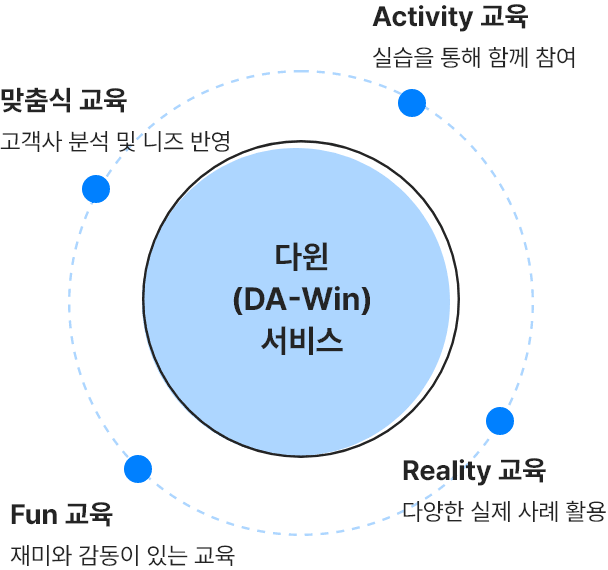 Activity 교육
실습을 통해 함께 참여
맞춤식 교육
고객사 분석 및 니즈 반영
다윈
(DA-Win)
서비스
Reality 교육
다양한 실제 사례 활용
Fun 교육
재미와 감동이 있는 교육